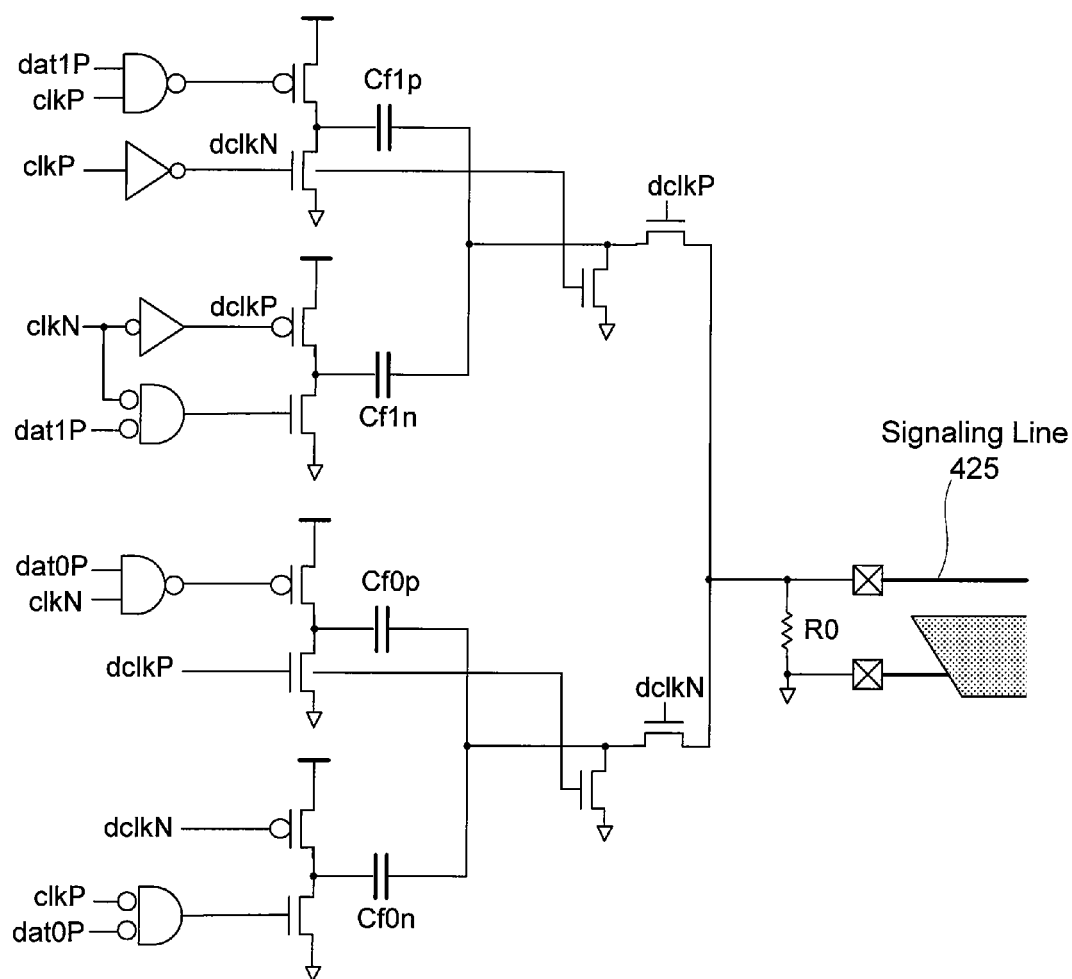 dat1P
clkP
Cf1p
clkP
dclkN
dclkP
clkN
dclkP
dat1P
Cf1n
Signaling Line
425
dat0P
clkN
Cf0p
R0
dclkP
dclkN
dclkN
clkP
dat0P
Cf0n